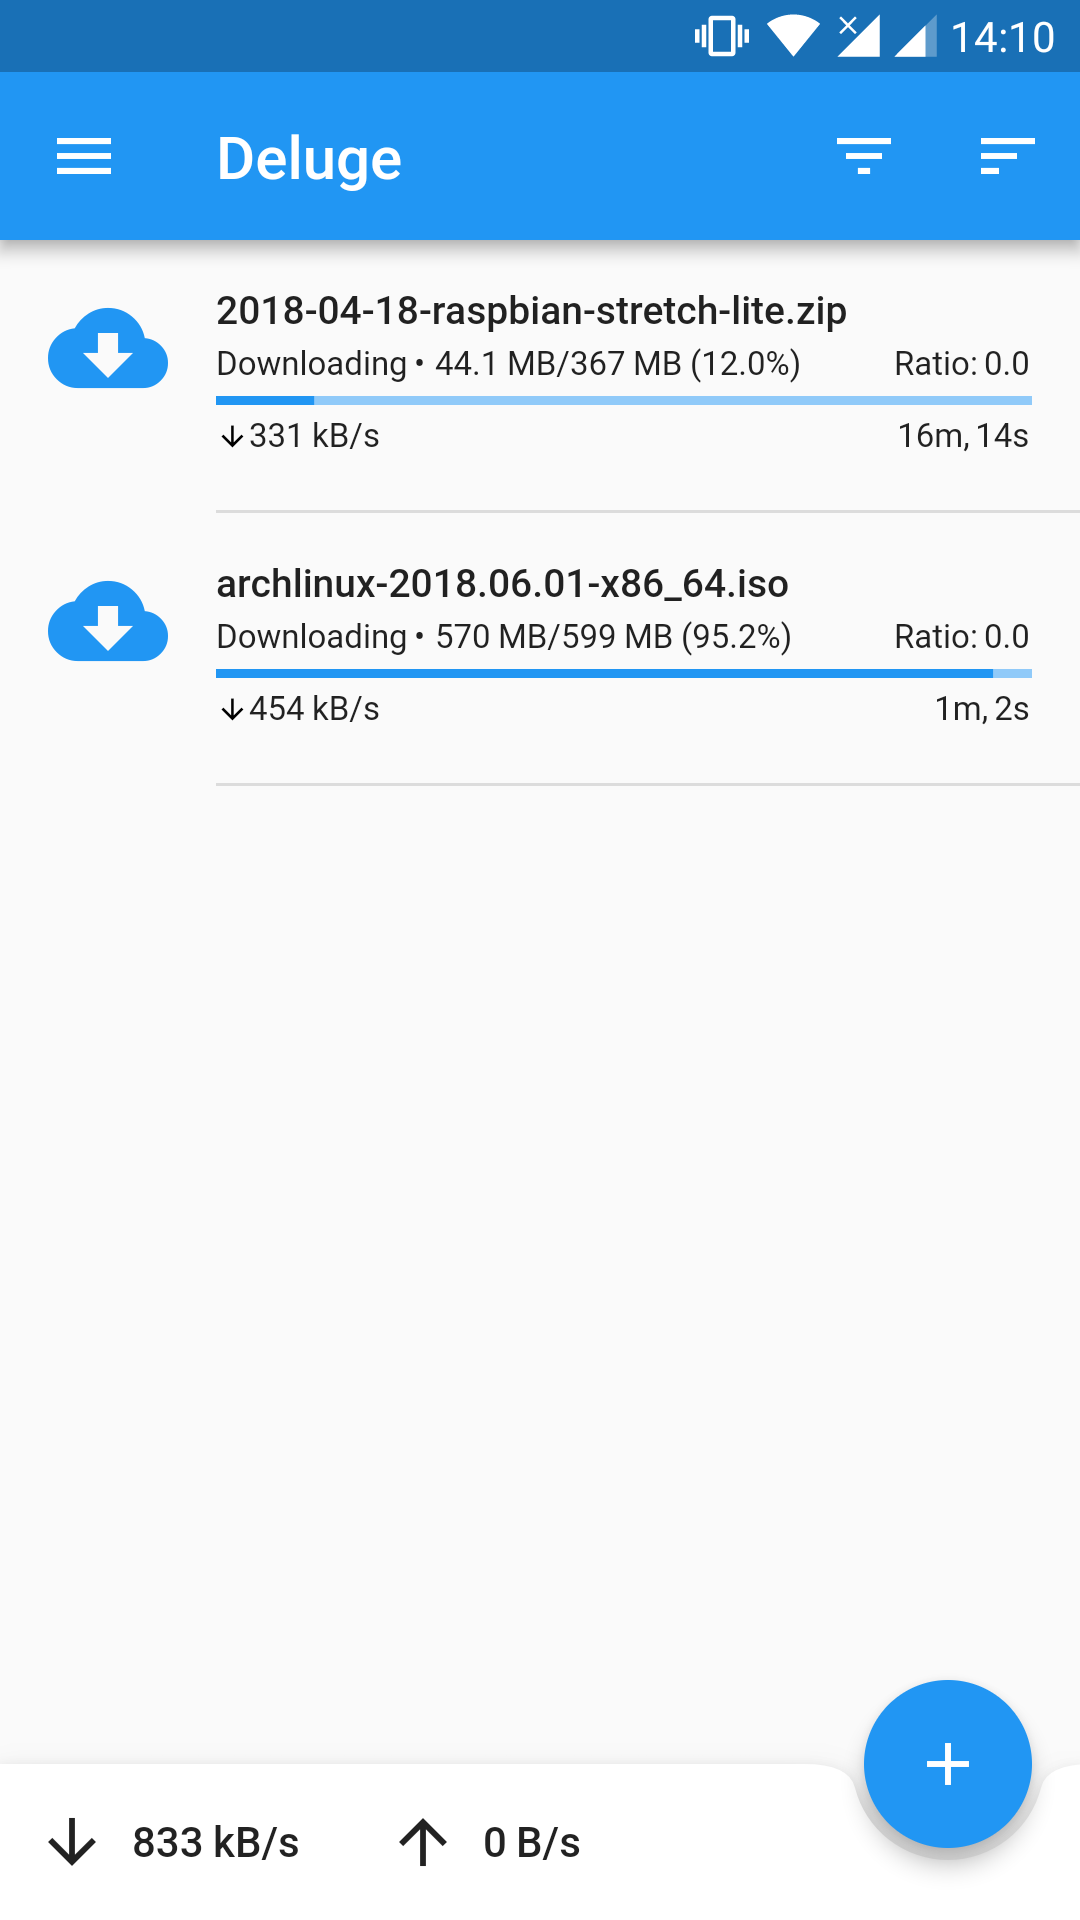 14:10
Deluge
2018-04-18-raspbian-stretch-lite.zip
Downloading • 44.1 MB/367 MB (12.0%) Ratio: 0.0
331 kB/s 16m, 14s
archlinux-2018.06.01-x86_64.iso
Downloading • 570 MB/599 MB (95.2%) Ratio: 0.0
454 kB/s 1m, 2s
833 kB/s 0 B/s